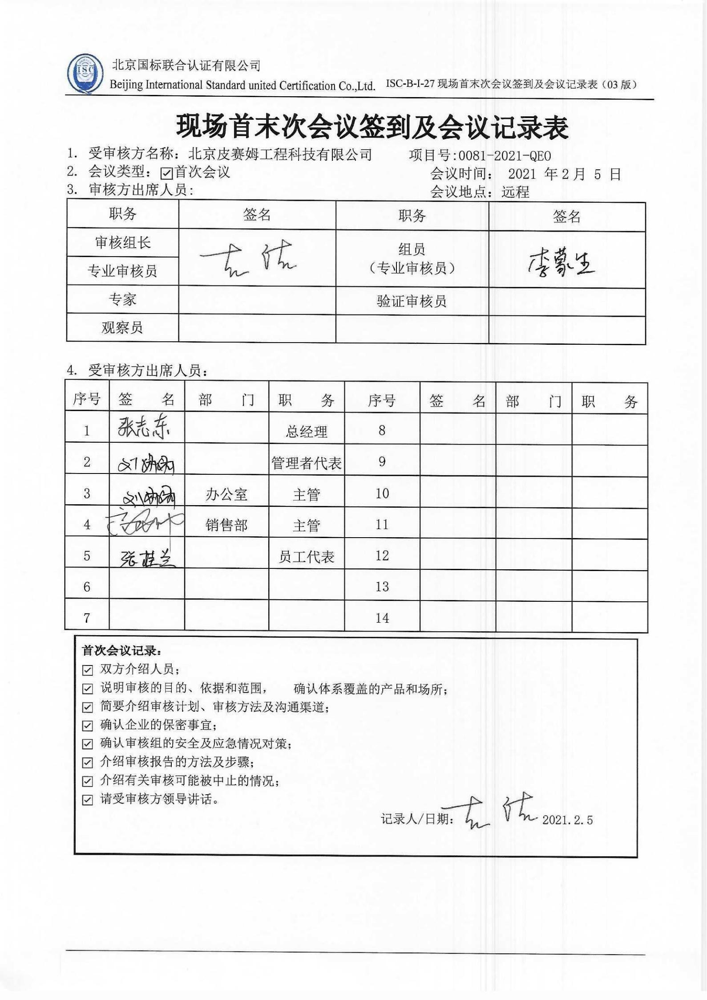 ISC
北京国标联合认证有限公司
Beijing International Standard united Certification Co.,Ltd. ISC-B-I-27 现场首末次会议签到及会议记录表（03 版）
现场首末次会议签到及会议记录表
1. 受审核方名称：北京皮赛姆工程科技有限公司 项目号:0081-2021-QEO
2. 会议类型：☑首次会议 会议时间： 2021 年 2 月 5 日
3. 审核方出席人员： 会议地点：远程
职务 签名 职务 签名
审核组长 组员
专业审核员 （专业审核员） 李蒙生
专家 验证审核员
观察员
4. 受审核方出席人员：
序号 签 名 部 门 职 务 序号 签 名 部 门 职 务
1 张志东 总经理 8
2 管理者代表 9
3 办公室 主管 10
4 销售部 主管 11
5 张桂兰 员工代表 12
6 13
7 14
首次会议记录：
☑ 双方介绍人员；
☑ 说明审核的目的、依据和范围， 确认体系覆盖的产品和场所；
☑ 简要介绍审核计划、审核方法及沟通渠道；
☑ 确认企业的保密事宜；
☑ 确认审核组的安全及应急情况对策；
☑ 介绍审核报告的方法及步骤；
☑ 介绍有关审核可能被中止的情况；
☑ 请受审核方领导讲话。
记录人/日期： 2021.2.5